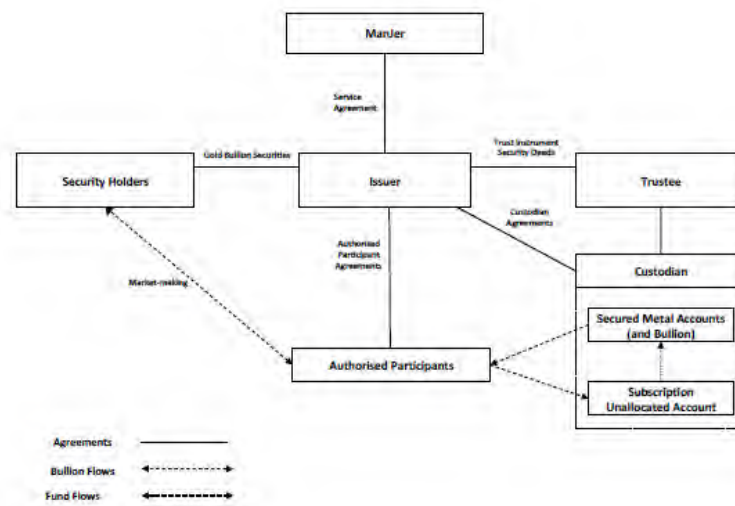 ManJer
Service
Agreement
Gold Bullion Securities
Trust Instrument
Security Deeds
Security Holders
Issuer
Trustee
Custodian
Agreements
Authorised
Participant
Agreements
Custodian
Market-making
Secured Metal Accounts
(and Bullion)
Authorised Participants
Subscription
Unallocated Account
Agreements
Bullion Flows
Fund Flows